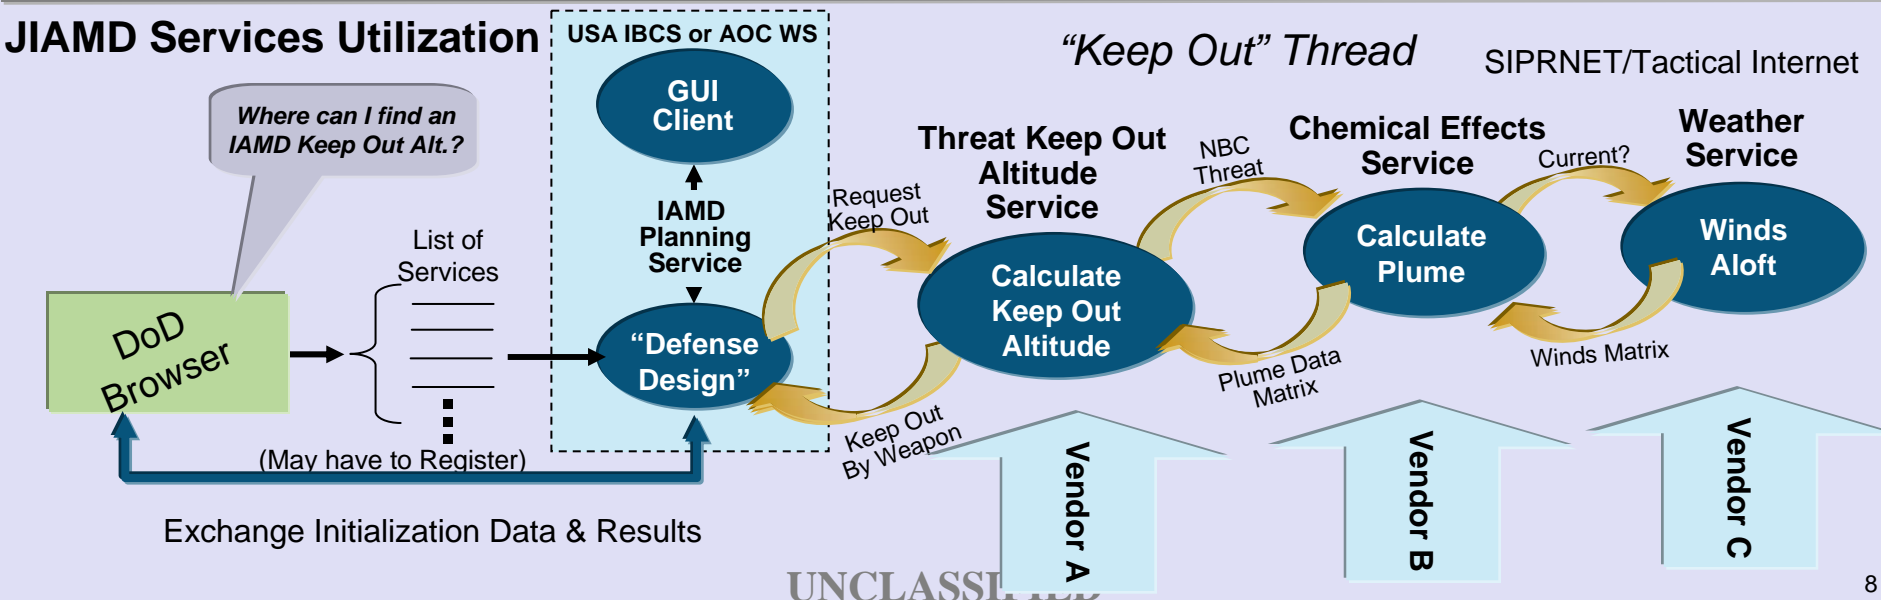 JIAMD Services Utilization
USA IBCS or AOC WS
"Keep Out" Thread
SIPRNET/Tactical Internet
Where can I find an
IAMD Keep Out Alt.?
GUI
Client
IAMD
Planning
Service
"Defense
Design"
List of
Services
DoD
Browser
(May have to Register)
Exchange Initialization Data & Results
Request
Keep Out
Keep Out
By Weapon
Threat Keep Out
Altitude
Service
Calculate
Keep Out
Altitude
NBC
Threat
Plume Data
Matrix
Chemical Effects
Service
Calculate
Plume
Current?
Winds Matrix
Weather
Service
Winds
Aloft
Vendor A
Vendor B
Vendor C
UNCLASSIFIED
8